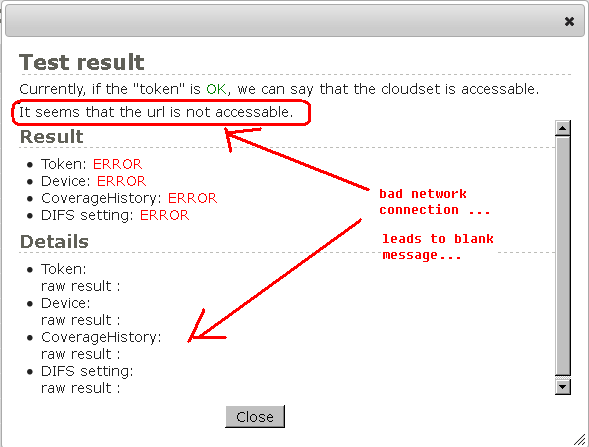 Test result
Currently, if the "token" is OK, we can say that the cloudset is accessable.
It seems that the url is not accessable.
Result
Token: ERROR
Device: ERROR
CoverageHistory: ERROR
DIFS setting: ERROR
bad network
connection ...
leads to blank
message...
Details
Token:
raw result :
Device:
raw result :
CoverageHistory:
raw result :
DIFS setting:
raw result :
Close